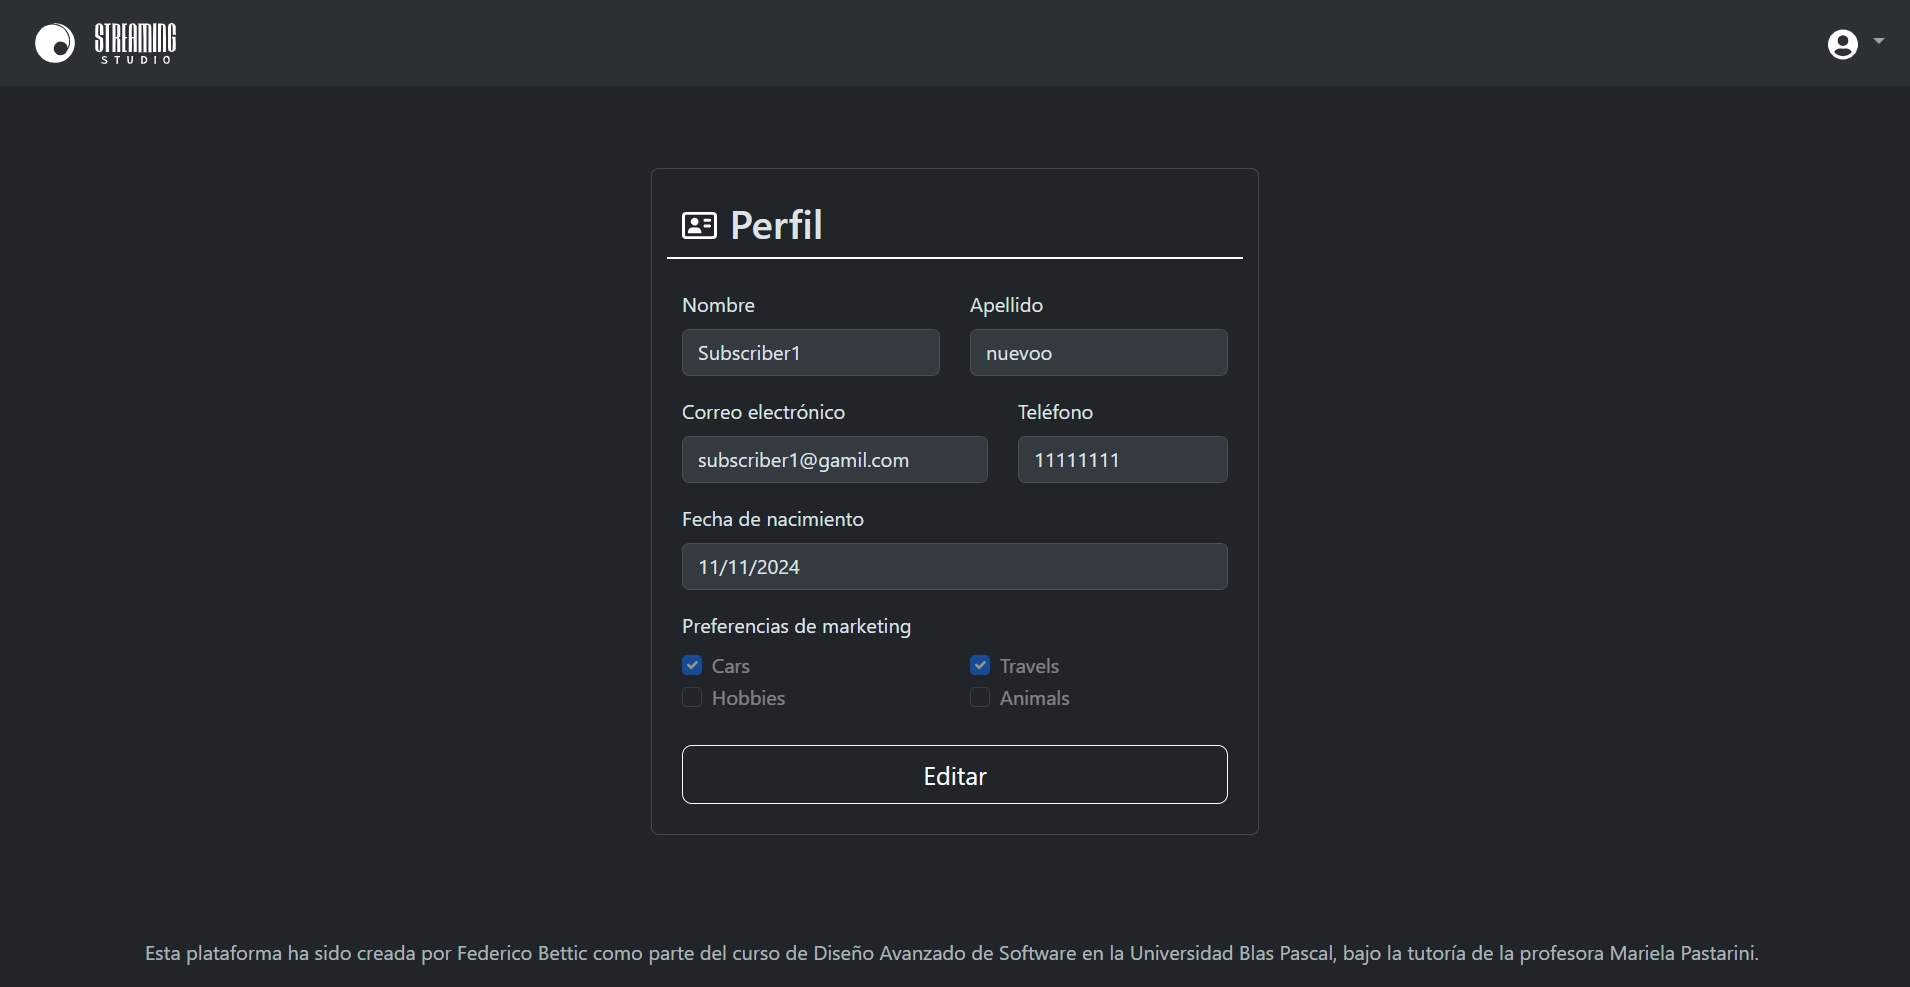 STREAMING
STUDIO
Perfil
Nombre
Apellido
Subscriber1
nuevoo
Correo electrónico
Teléfono
subscriber1@gamil.com
11111111
Fecha de nacimiento
11/11/2024
Preferencias de marketing
Cars
Travels
Hobbies
Animals
Editar
Esta plataforma ha sido creada por Federico Bettic como parte del curso de Diseño Avanzado de Software en la Universidad Blas Pascal, bajo la tutoría de la profesora Mariela Pastarini.